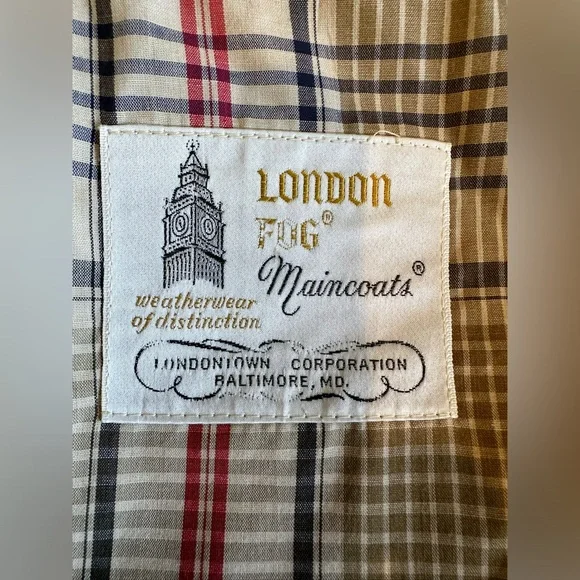 LONDON
FOG®
Maincoats®
weatherwear
of distinction
LONDONTOWN CORPORATION
BALTIMORE, MD.